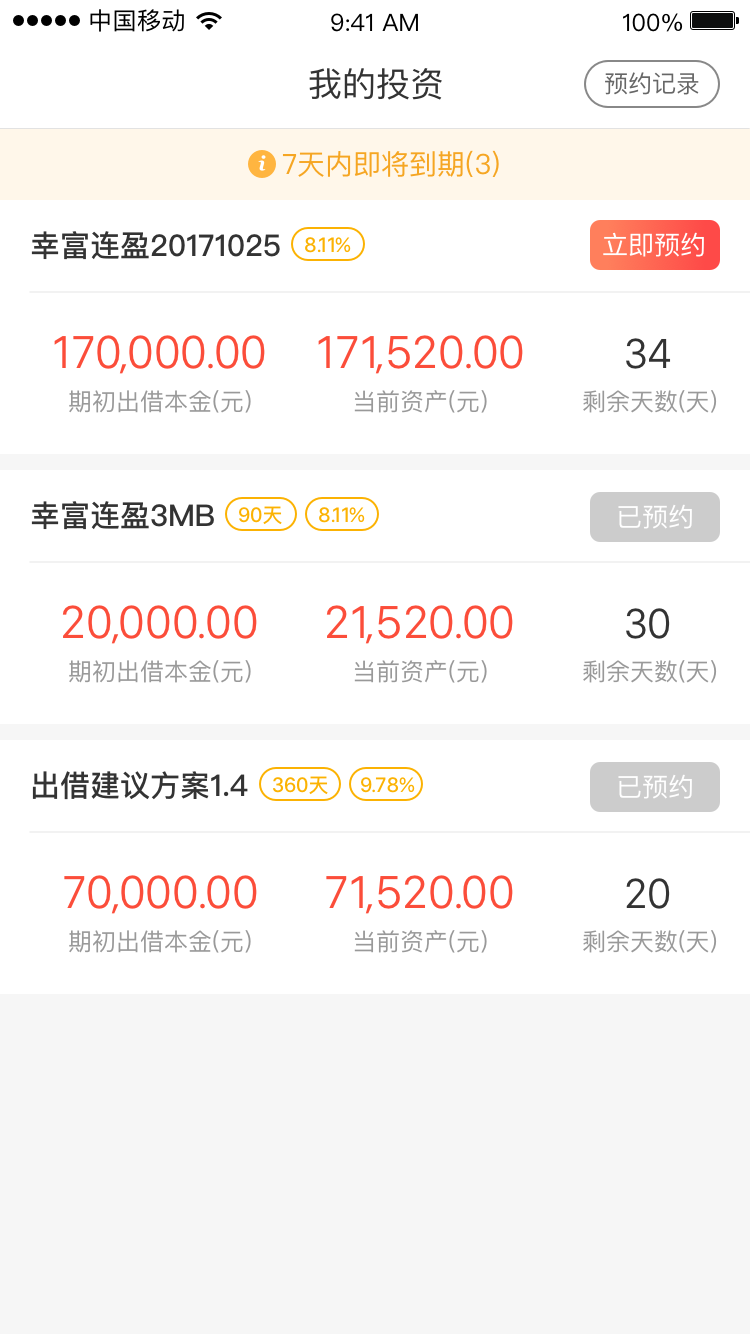 中国移动 9:41 AM 100%
我的投资 预约记录
7天内即将到期(3)
幸富连盈20171025 8.11% 立即预约
170,000.00 171,520.00 34
期初出借本金(元) 当前资产(元) 剩余天数(天)
幸富连盈3MB 90天 8.11% 已预约
20,000.00 21,520.00 30
期初出借本金(元) 当前资产(元) 剩余天数(天)
出借建议方案1.4 360天 9.78% 已预约
70,000.00 71,520.00 20
期初出借本金(元) 当前资产(元) 剩余天数(天)